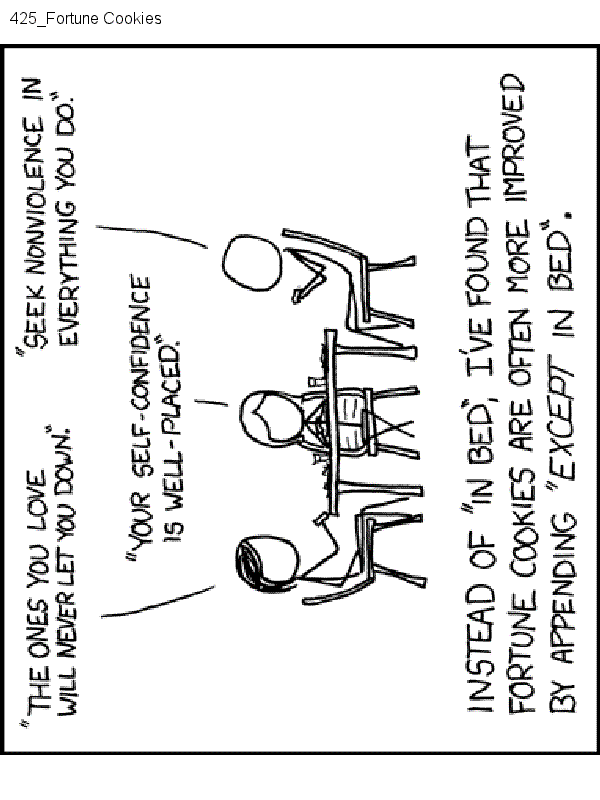 425_Fortune Cookies
"THE ONES YOU LOVE
WILL NEVER LET YOU DOWN."
"YOUR SELF-CONFIDENCE
IS WELL-PLACED."
"SEEK NONVIOLENCE IN
EVERYTHING YOU DO."
INSTEAD OF "IN BED", I'VE FOUND THAT
FORTUNE COOKIES ARE OFTEN MORE IMPROVED
BY APPENDING "EXCEPT IN BED".